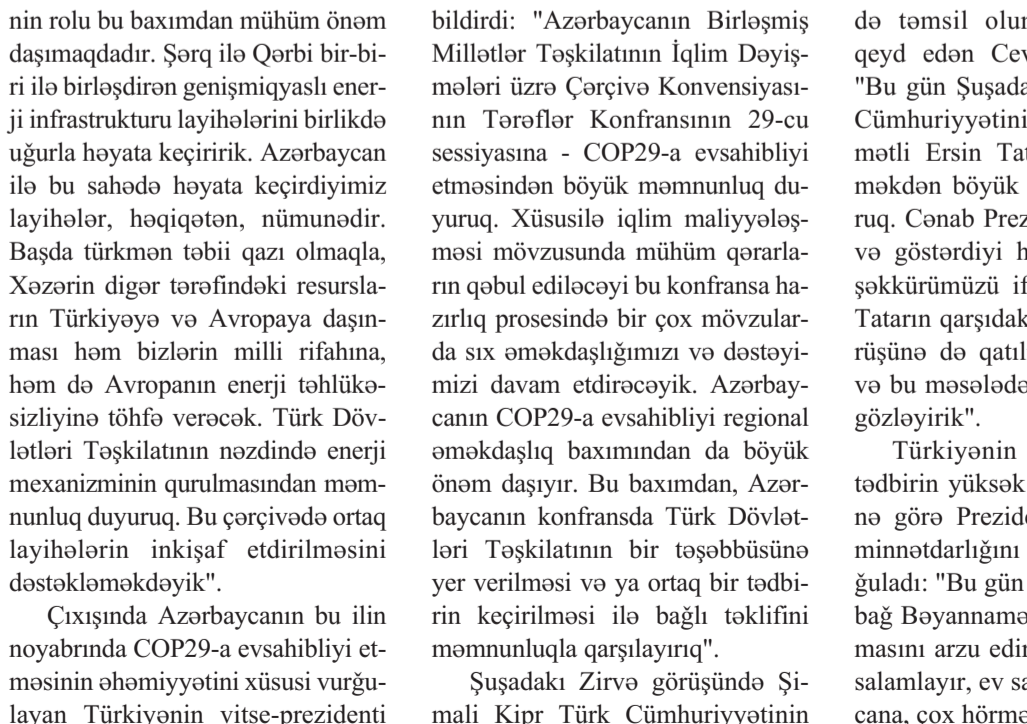 nin rolu bu baxımdan mühüm önəm
daşımaqdadır. Şərq ilə Qərbi bir-bi-
ri ilə birləşdirən genişmiqyaslı ener-
ji infrastrukturu layihələrini birlikdə
uğurla həyata keçiririk. Azərbaycan
ilə bu sahədə həyata keçirdiyimiz
layihələr, həqiqətən, nümunədir.
Başda türkmən təbii qazı olmaqla,
Xəzərin digər tərəfindəki resursla-
rın Türkiyəyə və Avropaya daşın-
ması həm bizlərin milli rifahına,
həm də Avropanın enerji təhlükə-
sizliyinə töhfə verəcək. Türk Döv-
lətləri Təşkilatının nəzdində enerji
mexanizminin qurulmasından məm-
nunluq duyuruq. Bu çərçivədə ortaq
layihələrin inkişaf etdirilməsini
dəstəkləməkdəyik".
Çıxışında Azərbaycanın bu ilin
noyabrında COP29-a evsahibliyi et-
məsinin əhəmiyyətini xüsusi vurğu-
layan Türkiyənin vitse-prezidenti
bildirdi: "Azərbaycanın Birləşmiş
Millətlər Təşkilatının İqlim Dəyiş-
mələri üzrə Çərçivə Konvensiyası-
nın Tərəflər Konfransının 29-cu
sessiyasına - COP29-a evsahibliyi
etməsindən böyük məmnunluq du-
yuruq. Xüsusilə iqlim maliyyələş-
məsi mövzusunda mühüm qərarla-
rın qəbul ediləcəyi bu konfransa ha-
zırlıq prosesində bir çox mövzular-
da sıx əməkdaşlığımızı və dəstəyi-
mizi davam etdirəcəyik. Azərbay-
canın COP29-a evsahibliyi regional
əməkdaşlıq baxımından da böyük
önəm daşıyır. Bu baxımdan, Azər-
baycanın konfransda Türk Dövlət-
ləri Təşkilatının bir təşəbbüsünə
yer verilməsi və ya ortaq bir tədbi-
rin keçirilməsi ilə bağlı təklifini
məmnunluqla qarşılayırıq".
Şuşadakı Zirvə görüşündə Şi-
mali Kipr Türk Cümhuriyyətinin
də təmsil olu
qeyd edən Cev
"Bu gün Şuşada
Cümhuriyyətini
mətli Ersin Tat
məkdən böyük
ruq. Cənab Prez
və göstərdiyi h
şəkkürümüzü if
Tatarın qarşıdak
rüşünə də qatıl
və bu məsələdə
gözləyirik".
Türkiyənin
tədbirin yüksək
nə görə Prezide
minnətdarlığını
ğuladı: "Bu gün
bağ Bəyannamə
masını arzu edir
salamlayır, ev sa
cana, çox hörmə